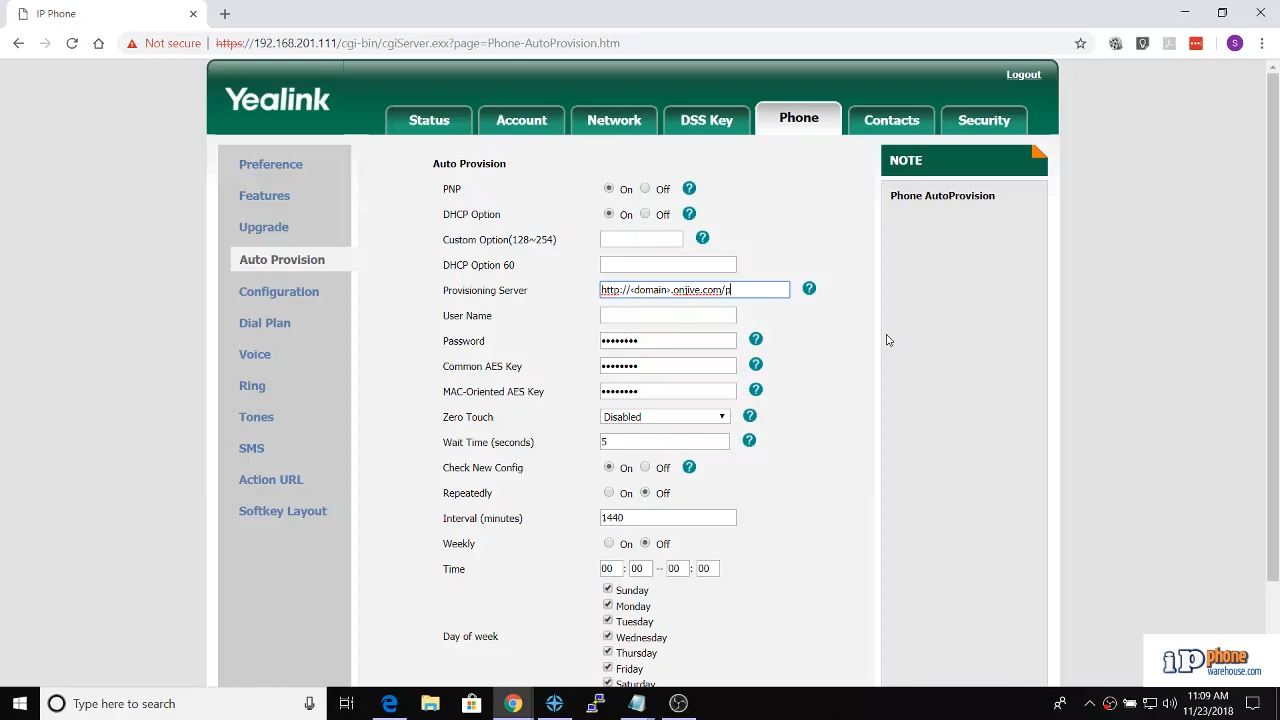 IP Phone
Not secure
https://192.168.201.111/cgi-bin/cgiServer.exx?page=Phone-AutoProvision.htm
S
Logout
Yealink
Status Account Network DSS Key Phone Contacts Security
Preference
Features
Upgrade
Auto Provision
Configuration
Dial Plan
Voice
Ring
Tones
SMS
Action URL
Softkey Layout
Auto Provision
PNP On Off ?
DHCP Option On Off ?
Custom Option(128~254) ?
DHCP Option 60
Provisioning Server http://<domain>.onjive.com/p ?
User Name
Password •••••••• ?
Common AES Key •••••••• ?
MAC-Oriented AES Key •••••••• ?
Zero Touch Disabled ?
Wait Time (seconds) 5 ?
Check New Config On Off ?
Repeatedly On Off
Interval (minutes) 1440
Weekly On Off
Time 00 : 00 -- 00 : 00
Sunday
Monday
Tuesday
Day of week Wednesday
Thursday
Friday
Saturday
NOTE
Phone AutoProvision
iP phone
warehouse.com
Type here to search
11:09 AM
11/23/2018